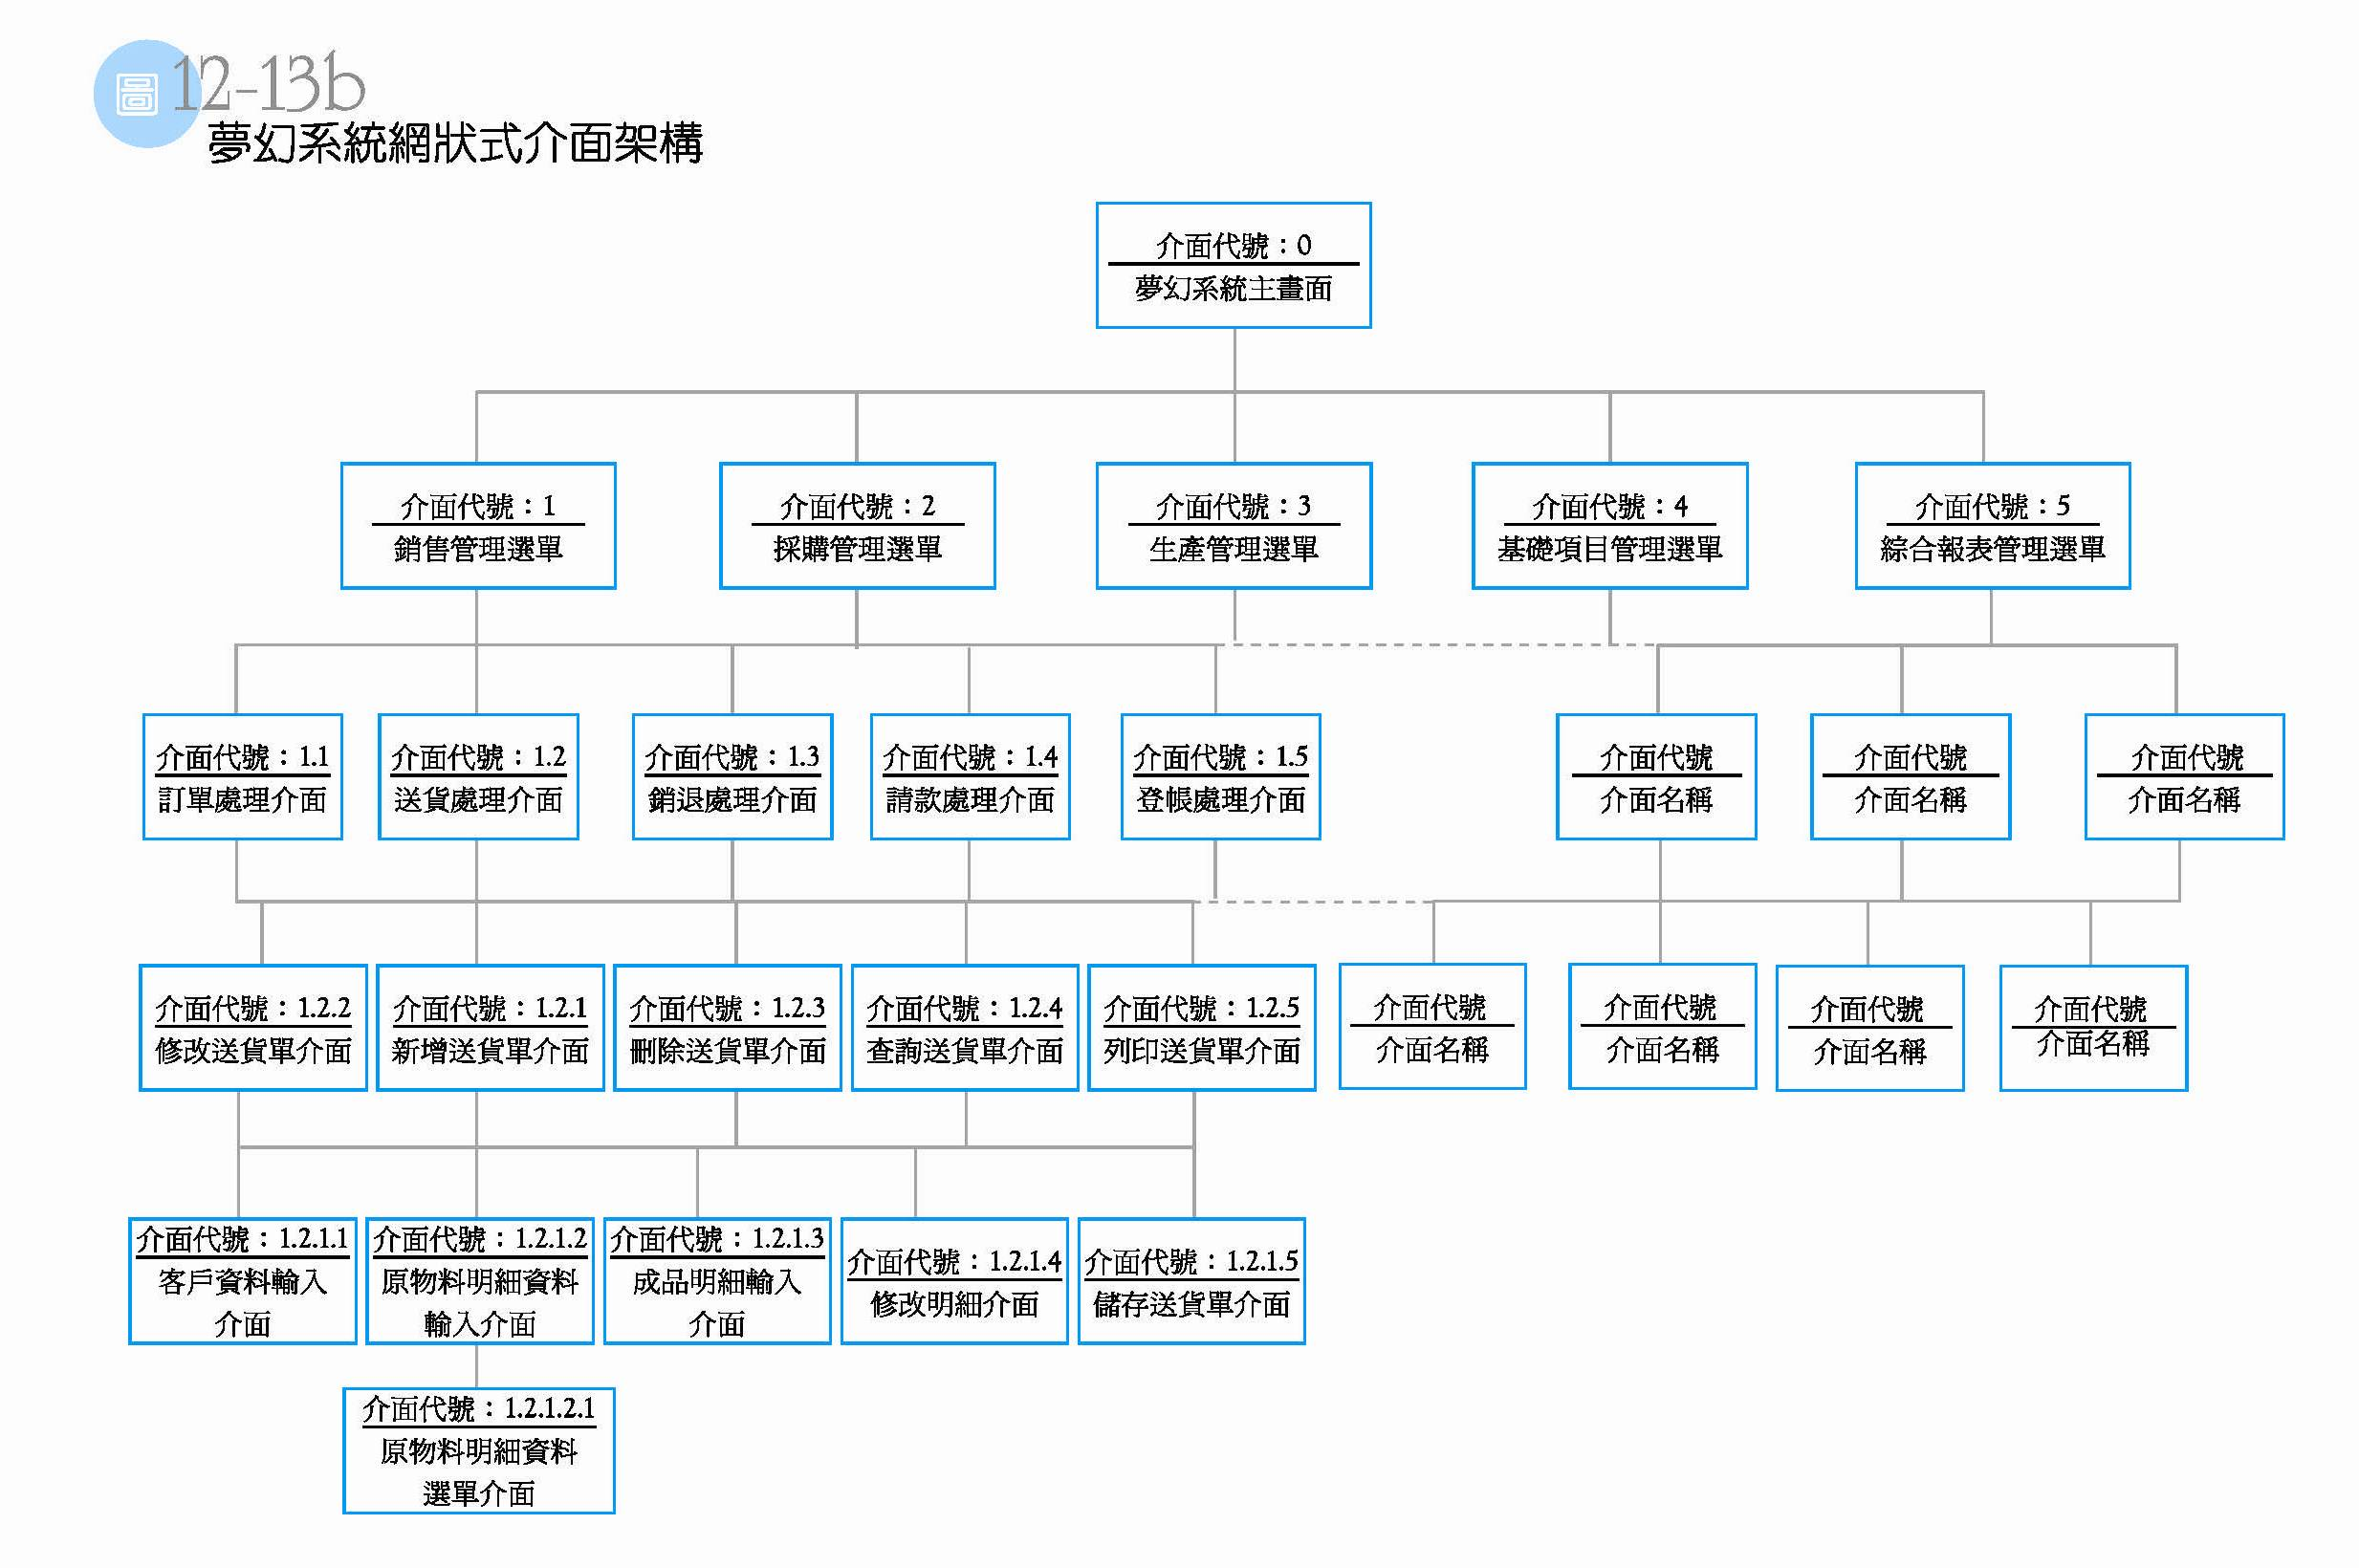 圖12-13b
夢幻系統網狀式介面架構
介面代號：0
夢幻系統主畫面
介面代號：1
銷售管理選單
介面代號：2
採購管理選單
介面代號：3
生產管理選單
介面代號：4
基礎項目管理選單
介面代號：5
綜合報表管理選單
介面代號：1.1
訂單處理介面
介面代號：1.2
送貨處理介面
介面代號：1.3
銷退處理介面
介面代號：1.4
請款處理介面
介面代號：1.5
登帳處理介面
介面代號
介面名稱
介面代號
介面名稱
介面代號
介面名稱
介面代號：1.2.2
修改送貨單介面
介面代號：1.2.1
新增送貨單介面
介面代號：1.2.3
刪除送貨單介面
介面代號：1.2.4
查詢送貨單介面
介面代號：1.2.5
列印送貨單介面
介面代號
介面名稱
介面代號
介面名稱
介面代號
介面名稱
介面代號
介面名稱
介面代號：1.2.1.1
客戶資料輸入
介面
介面代號：1.2.1.2
原物料明細資料
輸入介面
介面代號：1.2.1.3
成品明細輸入
介面
介面代號：1.2.1.4
修改明細介面
介面代號：1.2.1.5
儲存送貨單介面
介面代號：1.2.1.2.1
原物料明細資料
選單介面